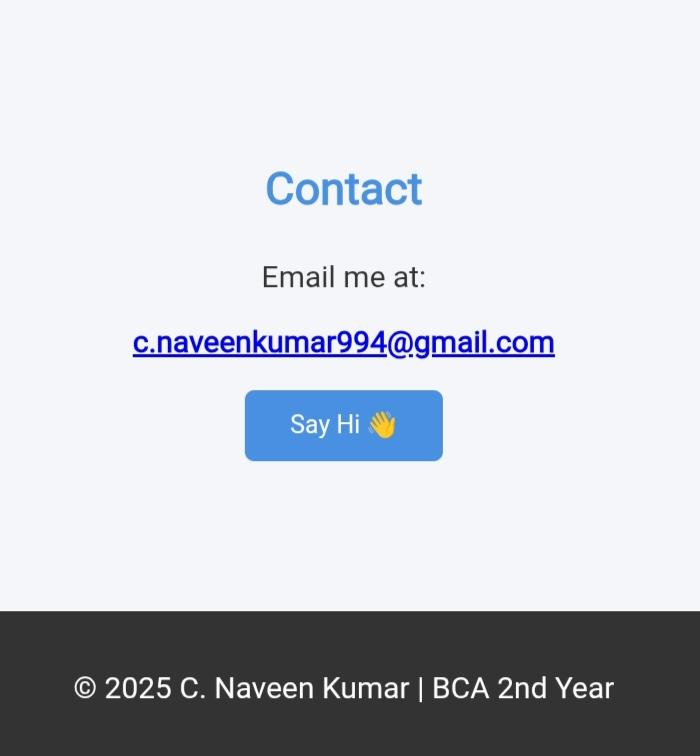 Contact
Email me at:
c.naveenkumar994@gmail.com
Say Hi 👋
© 2025 C. Naveen Kumar | BCA 2nd Year